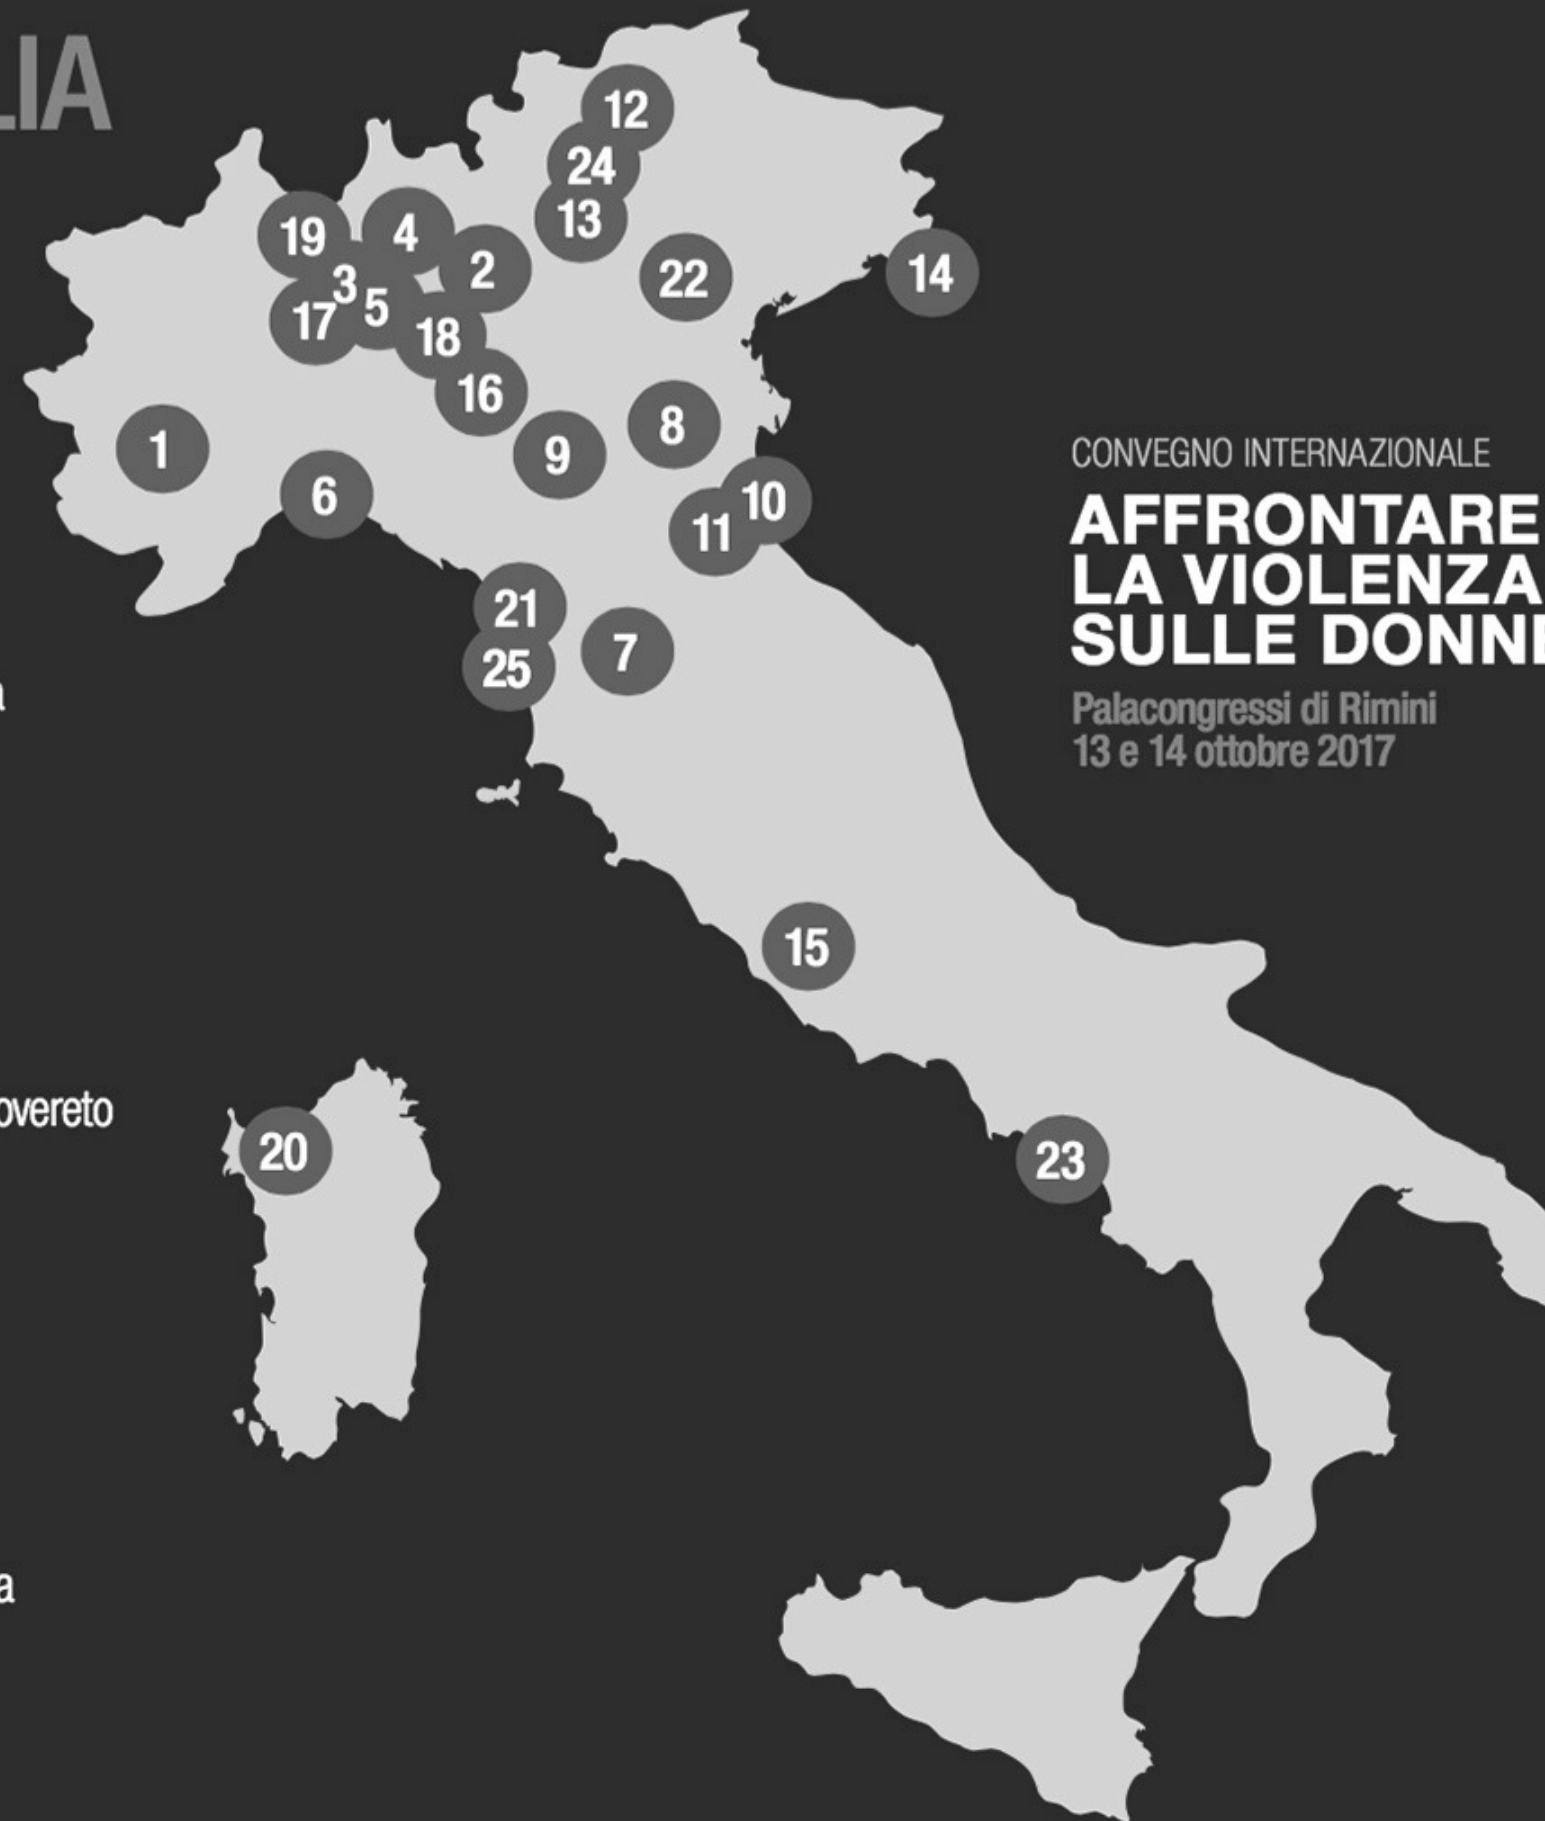 LIA
12
24
13
19
4
2
3
5
17
18
22
14
16
1
9
8
6
10
11
21
25
7
CONVEGNO INTERNAZIONALE
AFFRONTARE
LA VIOLENZA
SULLE DONNE
Palacongressi di Rimini
13 e 14 ottobre 2017
a
15
overeto
20
23
a